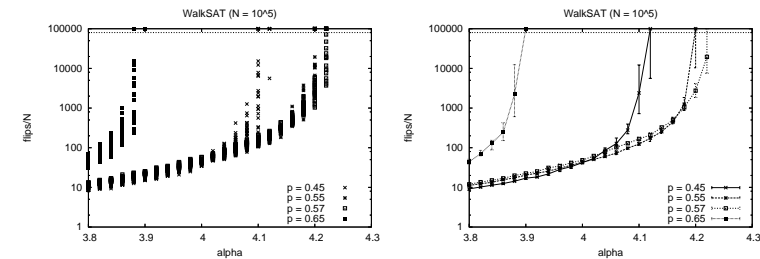 WalkSAT (N = 10^5)
100000
10000
1000
100
10
1
flips/N
3.8
3.9
4
4.1
4.2
4.3
alpha
p = 0.45
p = 0.55
p = 0.57
p = 0.65
WalkSAT (N = 10^5)
100000
10000
1000
100
10
1
flips/N
3.8
3.9
4
4.1
4.2
4.3
alpha
p = 0.45
p = 0.55
p = 0.57
p = 0.65